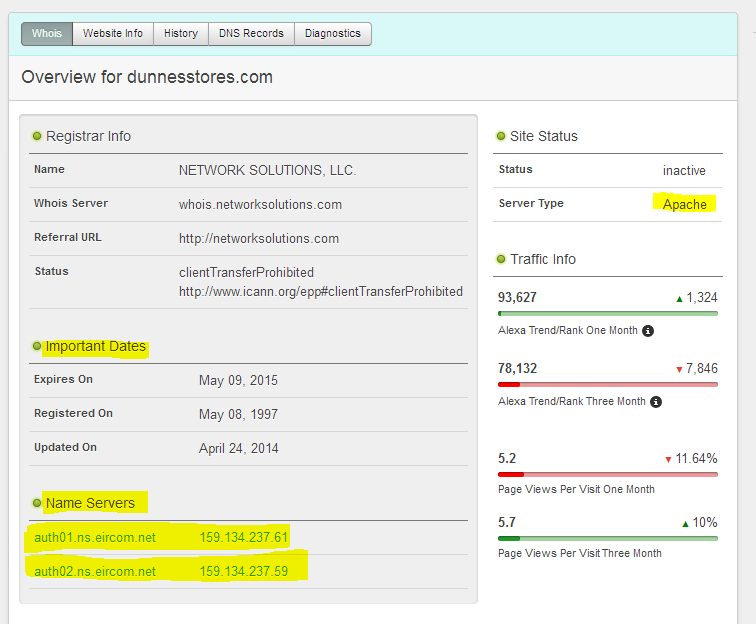 Whois Website Info History DNS Records Diagnostics
Overview for dunnesstores.com
Registrar Info
Name NETWORK SOLUTIONS, LLC.
Whois Server whois.networksolutions.com
Referral URL http://networksolutions.com
Status clientTransferProhibited
http://www.icann.org/epp#clientTransferProhibited
Important Dates
Expires On May 09, 2015
Registered On May 08, 1997
Updated On April 24, 2014
Name Servers
auth01.ns.eircom.net 159.134.237.61
auth02.ns.eircom.net 159.134.237.59
Site Status
Status inactive
Server Type Apache
Traffic Info
93,627 ▲ 1,324
Alexa Trend/Rank One Month
78,132 ▼ 7,846
Alexa Trend/Rank Three Month
5.2 ▼ 11.64%
Page Views Per Visit One Month
5.7 ▲ 10%
Page Views Per Visit Three Month